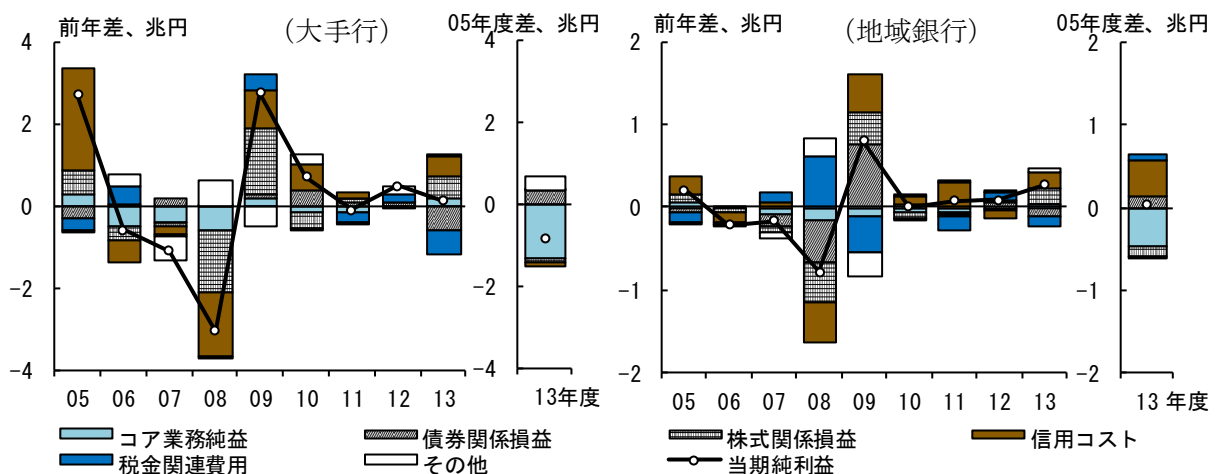 前年差、兆円
(大手行)
05年度差、兆円
前年差、兆円
(地域銀行)
05年度差、兆円
4
2
0
−2
−4
4
2
0
−2
−4
2
1
0
−1
−2
2
1
0
−1
−2
05 06 07 08 09 10 11 12 13
13年度
05 06 07 08 09 10 11 12 13
13年度
コア業務純益
債券関係損益
株式関係損益
信用コスト
税金関連費用
その他
当期純利益